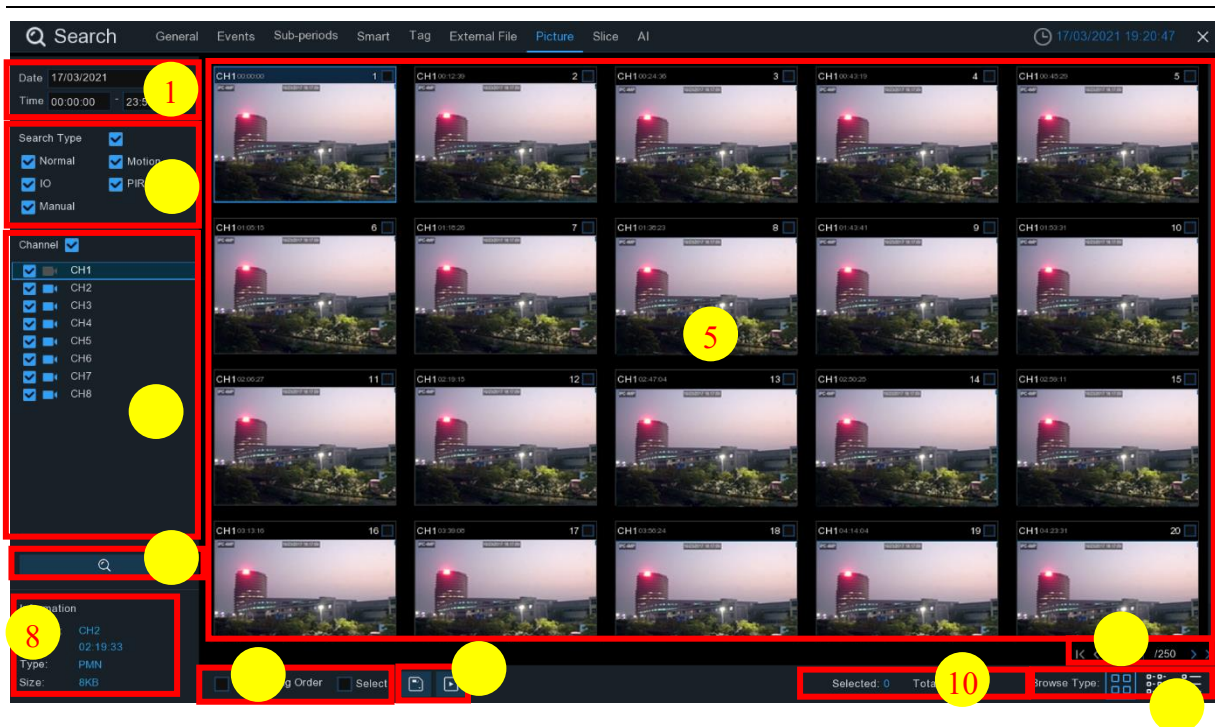 Search General Events Sub-periods Smart Tag External File Picture Slice AI 17/03/2021 19:20:47
Date 17/03/2021
Time 00:00:00 - 23:5
1
Search Type
Normal Motion
IO PIR
Manual
Channel
CH1
CH2
CH3
CH4
CH5
CH6
CH7
CH8
CH1 00:00:00 1 CH1 00:12:39 2 CH1 00:24:36 3 CH1 00:43:19 4 CH1 00:45:29 5
CH1 01:05:15 6 CH1 01:18:26 7 CH1 01:36:23 8 CH1 01:43:41 9 CH1 01:53:31 10
5
CH1 02:06:27 11 CH1 02:19:15 12 CH1 02:47:04 13 CH1 02:50:25 14 CH1 02:59:11 15
CH1 03:13:16 16 CH1 03:39:08 17 CH1 03:56:24 18 CH1 04:14:04 19 CH1 04:23:31 20
8
CH2
02:19:33
Type: PMN
Size: 8KB
/250
g Order Select
Selected: 0 Tota
10
Browse Type: